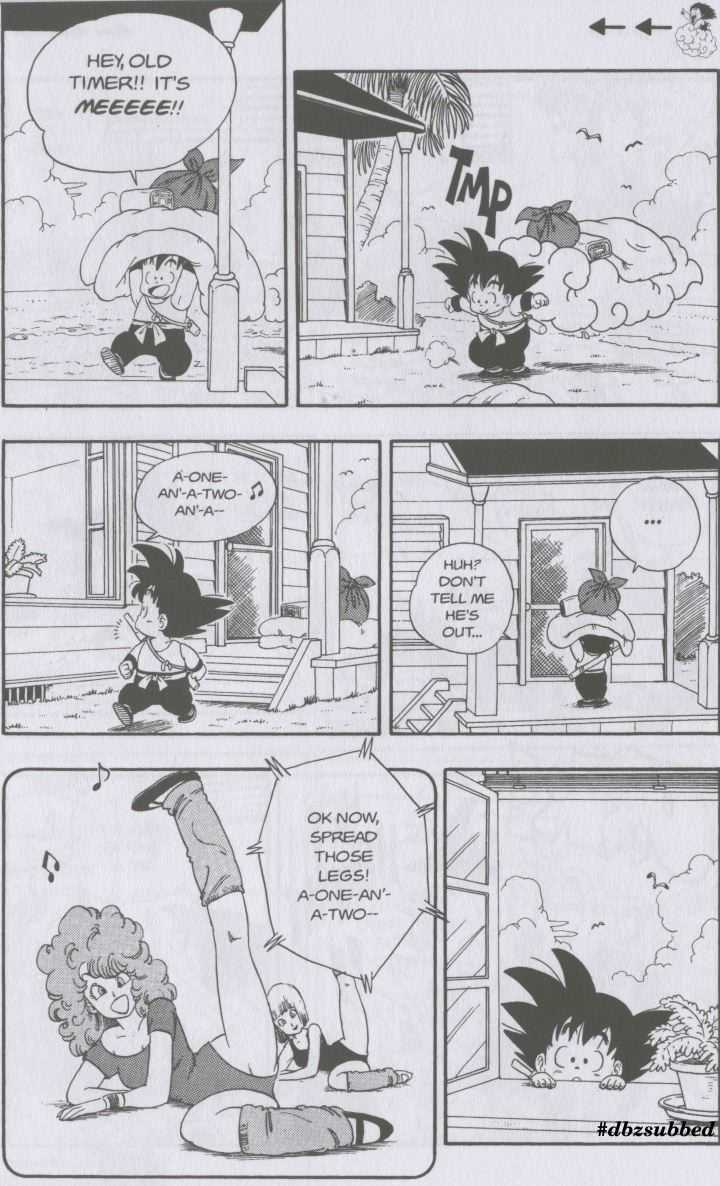 TMP
HEY, OLD
TIMER!! IT'S
MEEEEE!!
...
HUH?
DON'T
TELL ME
HE'S
OUT...
A-ONE-
AN'-A-TWO-
AN'-A--
OK NOW,
SPREAD
THOSE
LEGS!
A-ONE-AN'-
A-TWO--
#dbzsubbed